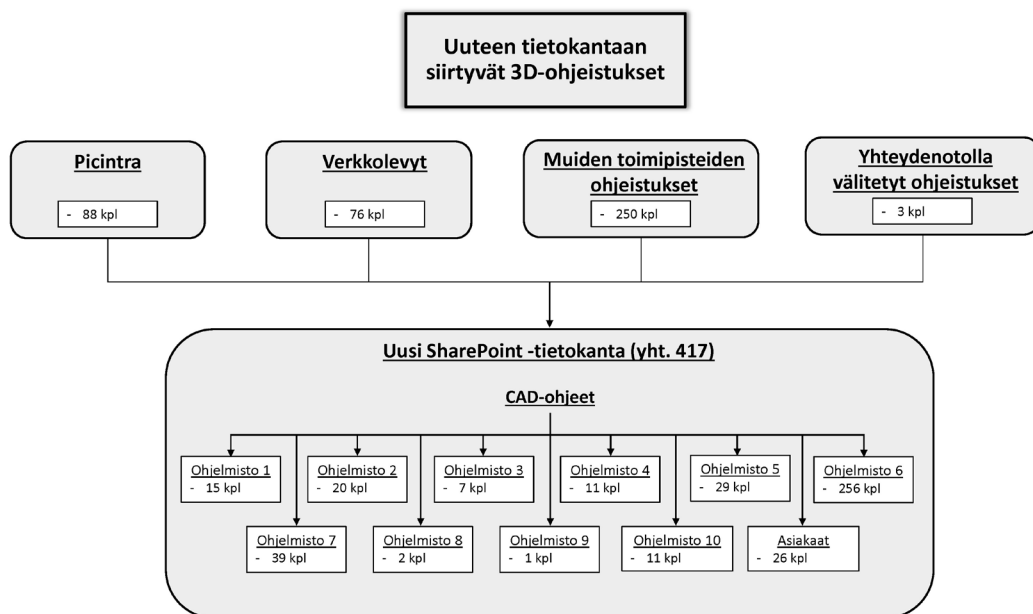 Uuteen tietokantaan
siirtyvät 3D-ohjeistukset
Picintra
- 88 kpl
Verkkolevyt
- 76 kpl
Muiden toimipisteiden
ohjeistukset
- 250 kpl
Yhteydenotolla
välitetyt ohjeistukset
- 3 kpl
Uusi SharePoint -tietokanta (yht. 417)
CAD-ohjeet
Ohjelmisto 1
- 15 kpl
Ohjelmisto 2
- 20 kpl
Ohjelmisto 3
- 7 kpl
Ohjelmisto 4
- 11 kpl
Ohjelmisto 5
- 29 kpl
Ohjelmisto 6
- 256 kpl
Ohjelmisto 7
- 39 kpl
Ohjelmisto 8
- 2 kpl
Ohjelmisto 9
- 1 kpl
Ohjelmisto 10
- 11 kpl
Asiakaat
- 26 kpl